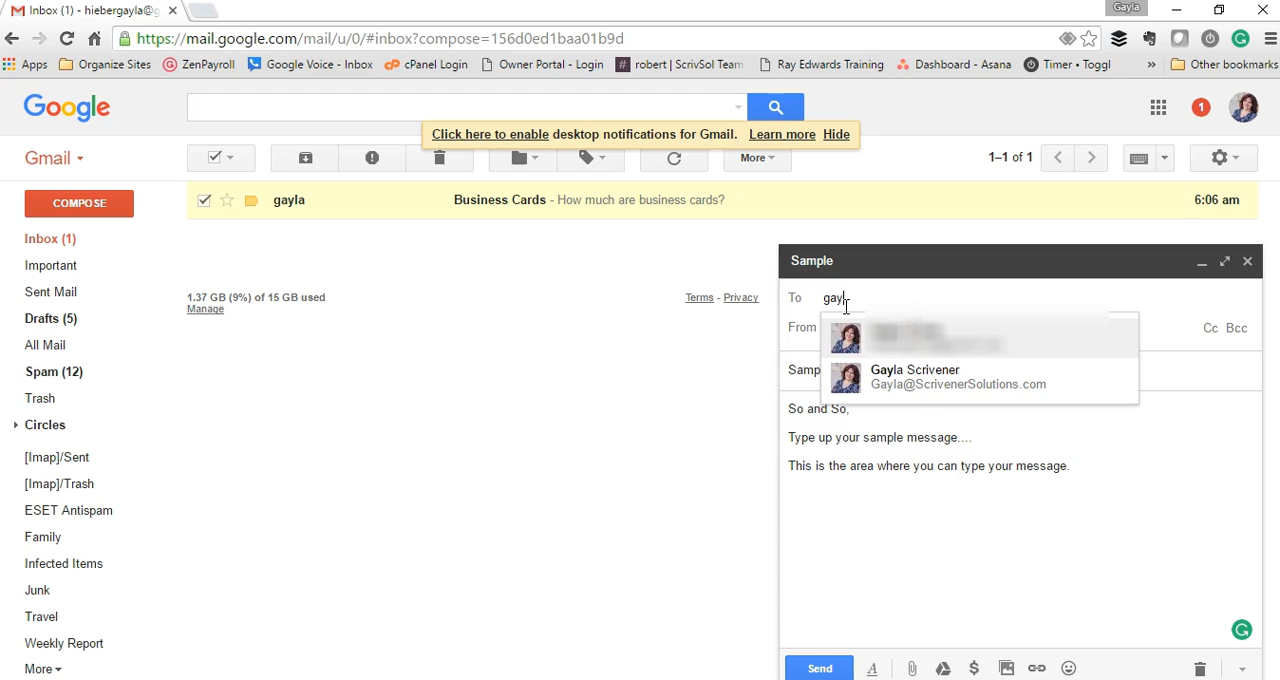 Inbox (1) - hiebergayla@g
Gayla
https://mail.google.com/mail/u/0/#inbox?compose=156d0ed1baa01b9d
Apps Organize Sites ZenPayroll Google Voice - Inbox cPanel Login Owner Portal - Login robert | ScrivSol Team Ray Edwards Training Dashboard - Asana Timer • Toggl » Other bookmarks
Google
1
Click here to enable desktop notifications for Gmail. Learn more Hide
Gmail
More
1–1 of 1
COMPOSE
gayla Business Cards - How much are business cards? 6:06 am
Inbox (1)
Important
Sent Mail
Drafts (5)
All Mail
Spam (12)
Trash
Circles
[Imap]/Sent
[Imap]/Trash
ESET Antispam
Family
Infected Items
Junk
Travel
Weekly Report
More
1.37 GB (9%) of 15 GB used
Manage
Terms - Privacy
Sample
To gayl
From
Cc Bcc
Gayla Scrivener
Gayla@ScrivenerSolutions.com
Samp
So and So,
Type up your sample message....
This is the area where you can type your message.
Send